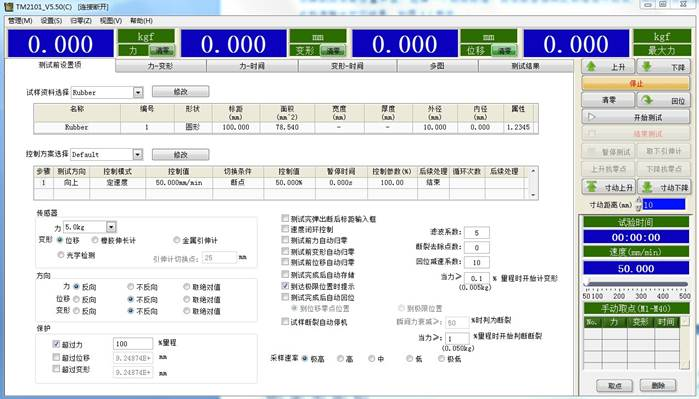 TM2101_V5.50(C) [连接断开]
管理(M) 设置(S) 归零(Z) 视图(V) 帮助(H)
0.000 kgf 力 清零 0.000 mm 变形 清零 0.000 mm 位移 清零 0.000 kgf 最大力
测试前设置项 力-变形 力-时间 变形-时间 多图 测试结果
试样资料选择 Rubber 修改
名称 编号 形状 标距(mm) 面积(mm^2) 宽度(mm) 厚度(mm) 外径(mm) 内径(mm) 属性
Rubber 1 圆形 100.000 78.540 - - 10.000 0.000 1.2345
控制方案选择 Default 修改
步骤 测试方向 控制模式 控制值 切换条件 控制值 暂停时间 控制参数(%) 后续处理 循环次数 后续处理
1 向上 定速度 50.000mm/min 断点 50.000% 0.000s 100.00 结束
传感器
力 5.0kg
变形 位移 橡胶伸长计 金属引伸计
光学检测 引伸计切换点: 25 mm
方向
力 反向 不反向 取绝对值
位移 反向 不反向 取绝对值
变形 反向 不反向 取绝对值
保护
超过力 100 %量程
超过位移 9.24874E+ mm
超过变形 9.24874E+ mm
测试完弹出断后标距输入框
速度闭环控制
测试前力自动归零
测试前变形自动归零
测试前位移自动归零
测试完成后自动存储
到达极限位置时提示
测试完成后自动回位
到位移零点位置 到极限位置
试样断裂自动停机
滤波系数: 5
断裂去除点数: 0
回位减速系数: 10
当力≥: 0.1 % 量程时开始计变形
(0.005kg)
瞬间力衰减≥: 50 %时判为断裂
当力≥: 1 %量程时开始判断断裂
(0.050kg)
采样速率: 极高 高 中 低 极低
上升 下降
停止
清零 回位
开始测试
结束测试
暂停测试 取下引伸计
上升找零点 下降找零点
寸动上升 寸动下降
寸动距离(mm) 10
试验时间
00:00:00
速度(mm/min)
50.000
50 100 200 300 400 500
手动取点(M1-M40)
No. 力 变形 时间
取点 删除